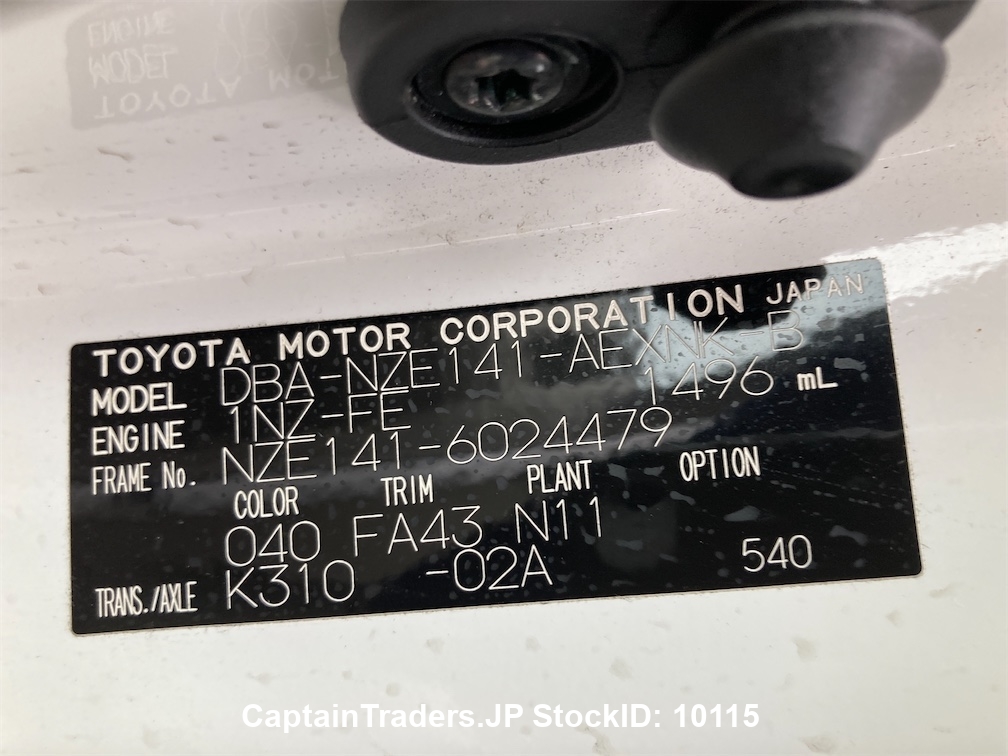 TOYOTA MOTOR CORPORATION JAPAN
MODEL DBA-NZE141-AEXNK-B
ENGINE 1NZ-FE 1496 mL
FRAME No. NZE141-6024479
COLOR TRIM PLANT OPTION
040 FA43 N11
TRANS./AXLE K310 -02A 540
CaptainTraders.JP StockID: 10115